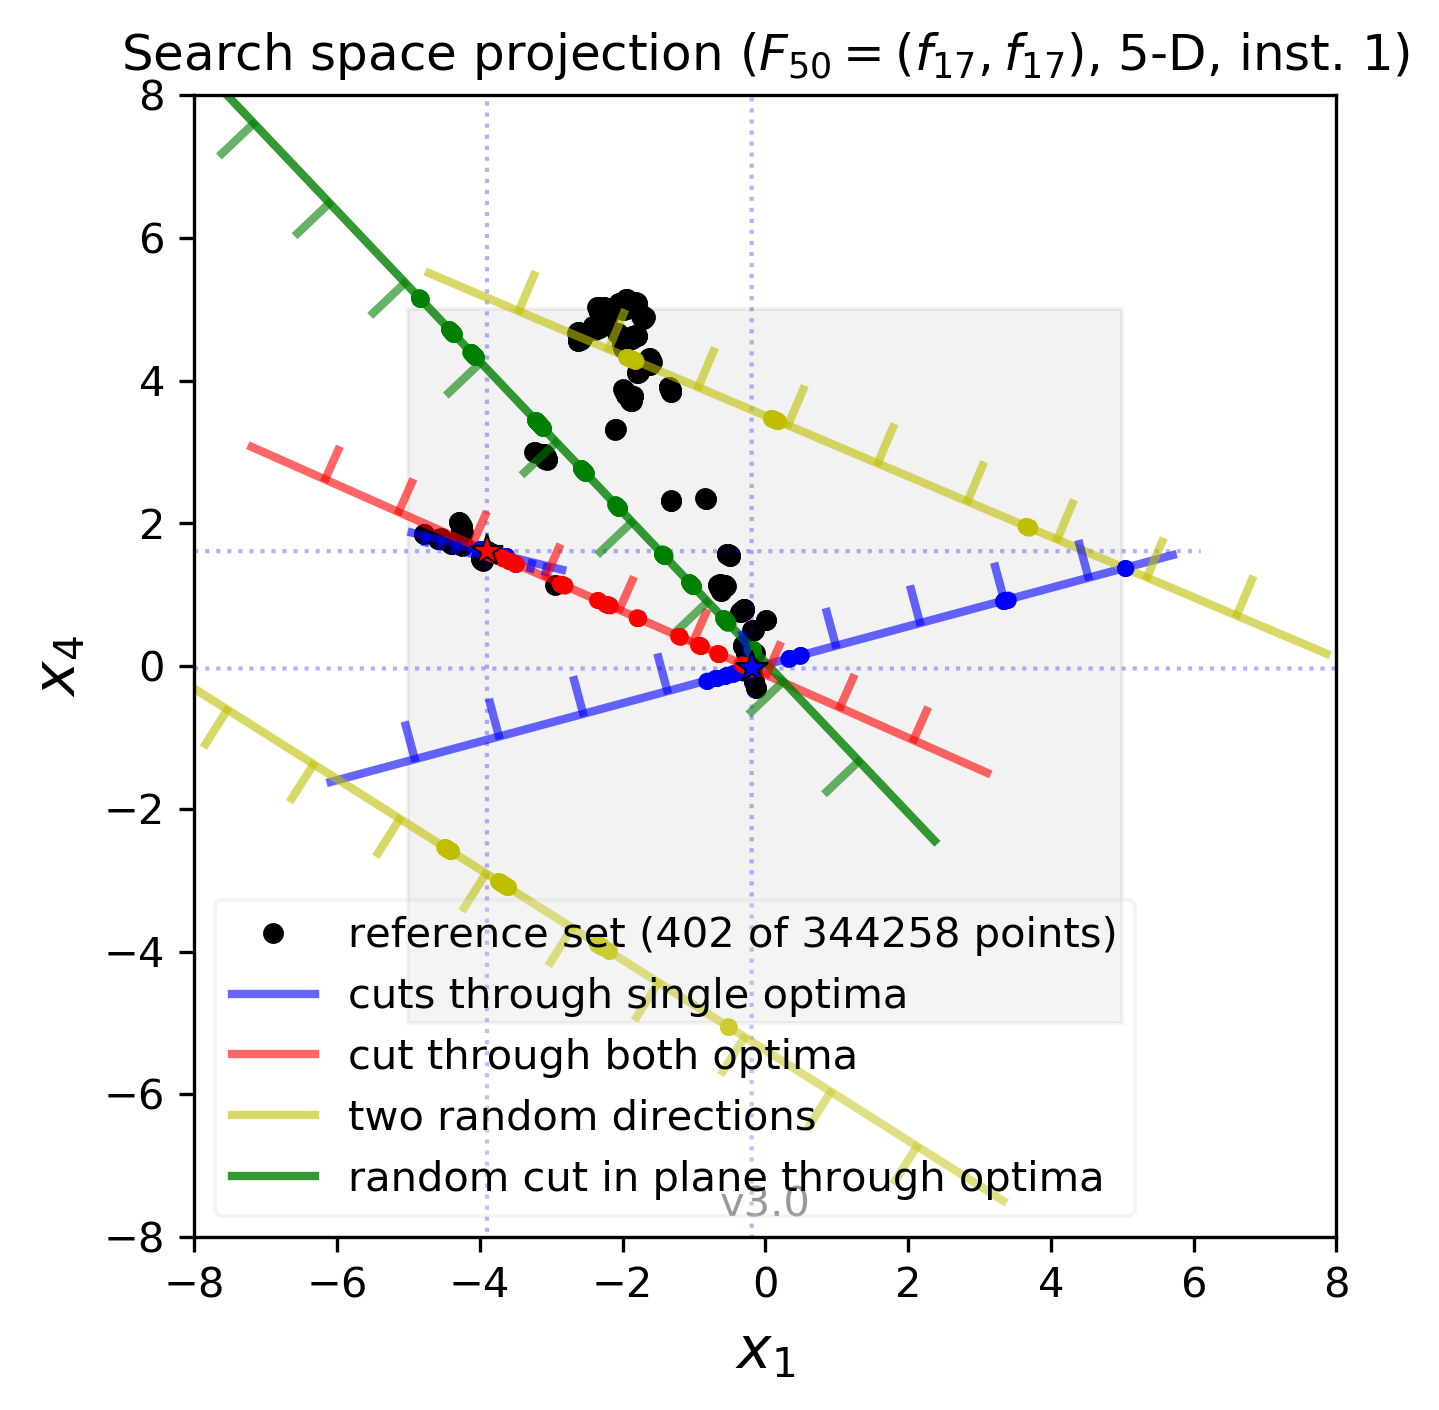 Search space projection (F50 = (f17, f17), 5-D, inst. 1)
8
6
4
2
0
−2
−4
−6
−8
x4
reference set (402 of 344258 points)
cuts through single optima
cut through both optima
two random directions
random cut in plane through optima
v3.0
−8 −6 −4 −2 0 2 4 6 8
x1